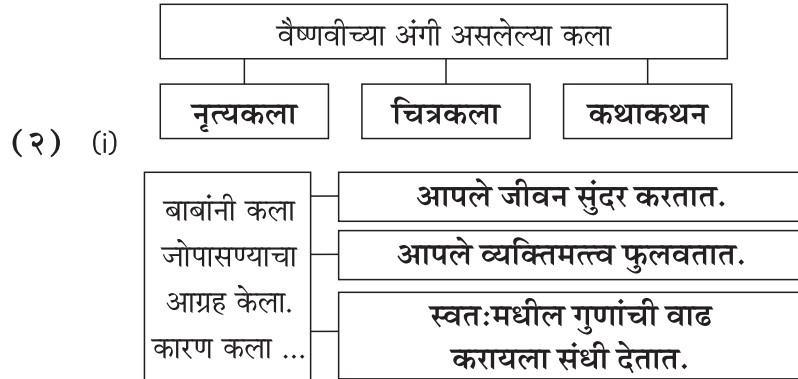 वैष्णवीच्या अंगी असलेल्या कला
नृत्यकला चित्रकला कथाकथन
(२) (i)
बाबांनी कला
जोपासण्याचा
आग्रह केला.
कारण कला ...
आपले जीवन सुंदर करतात.
आपले व्यक्तिमत्त्व फुलवतात.
स्वतःमधील गुणांची वाढ
करायला संधी देतात.